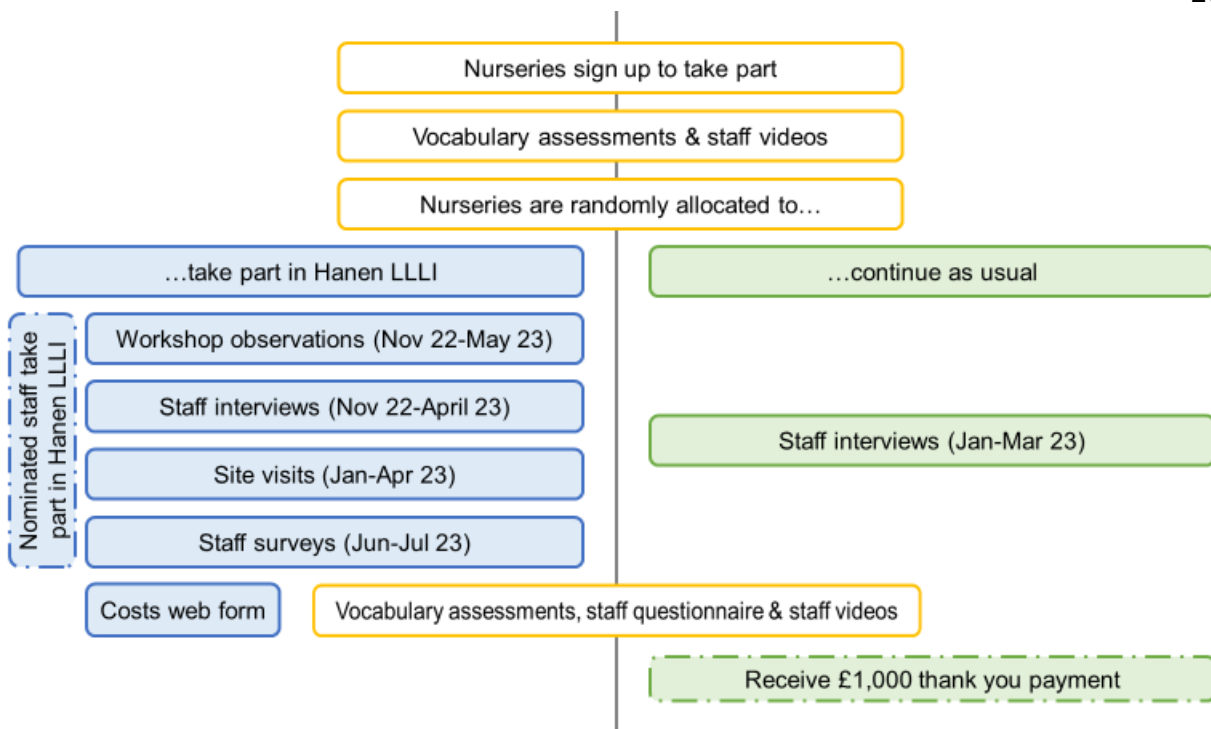 Nurseries sign up to take part
Vocabulary assessments & staff videos
Nurseries are randomly allocated to…
…take part in Hanen LLLI
…continue as usual
Nominated staff take
part in Hanen LLLI
Workshop observations (Nov 22-May 23)
Staff interviews (Nov 22-April 23)
Staff interviews (Jan-Mar 23)
Site visits (Jan-Apr 23)
Staff surveys (Jun-Jul 23)
Costs web form
Vocabulary assessments, staff questionnaire & staff videos
Receive £1,000 thank you payment